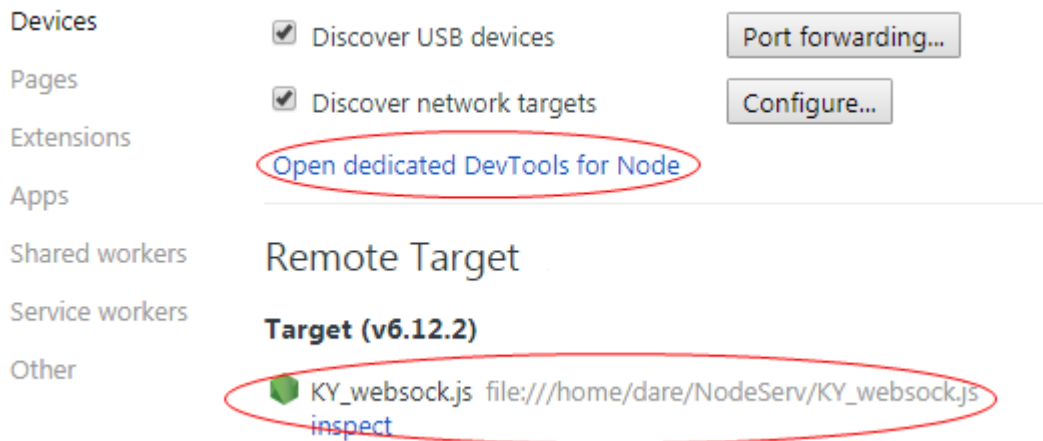 Devices
Pages
Extensions
Apps
Shared workers
Service workers
Other
Discover USB devices
Port forwarding...
Discover network targets
Configure...
Open dedicated DevTools for Node
Remote Target
Target (v6.12.2)
KY_websock.js file:///home/dare/NodeServ/KY_websock.js
inspect